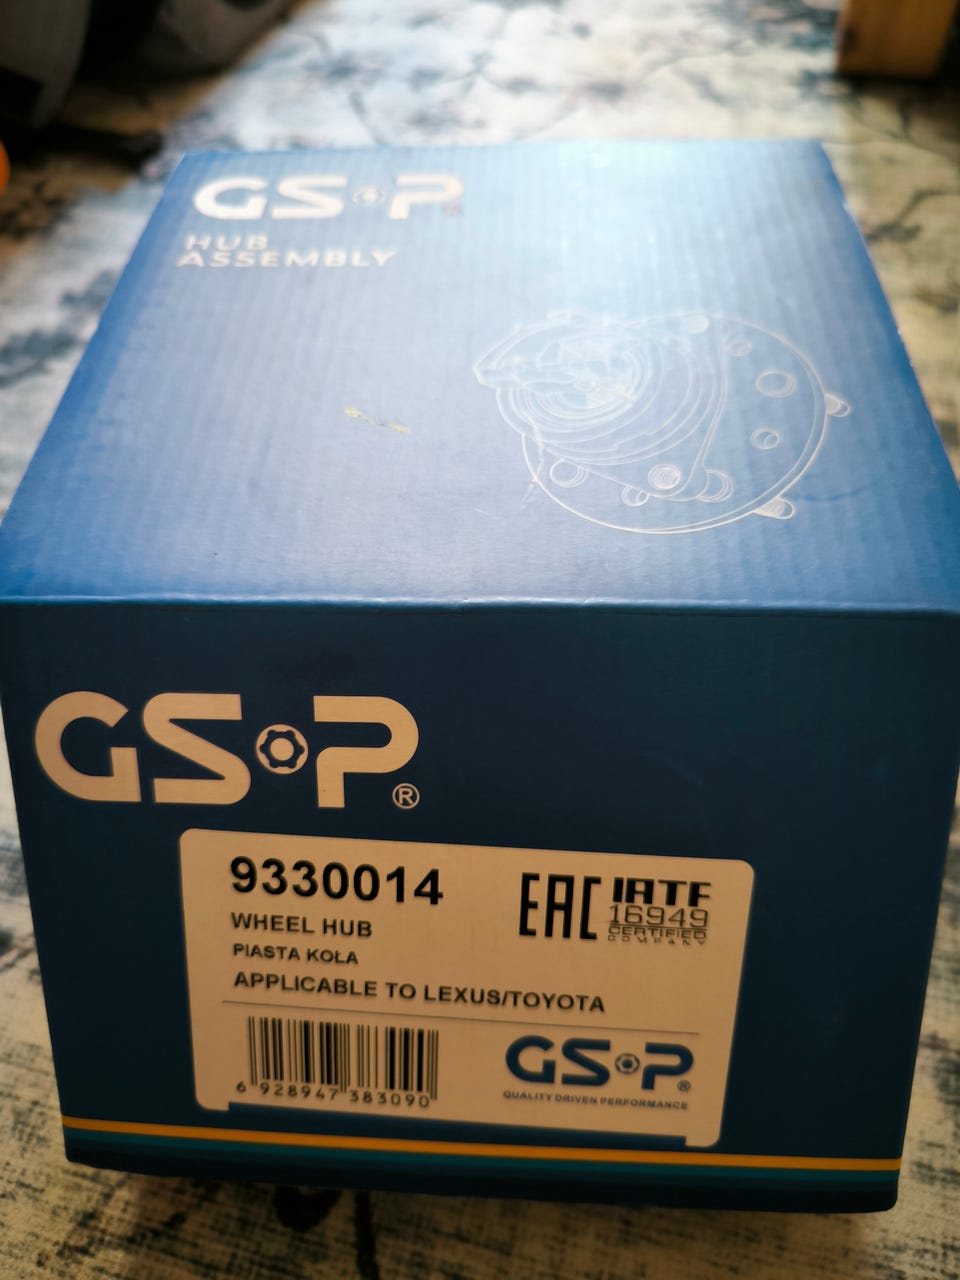 GS P®
HUB
ASSEMBLY
GS P®
9330014
WHEEL HUB
PIASTA KOŁA
APPLICABLE TO LEXUS/TOYOTA
EAC
IATF
16949
CERTIFIED
COMPANY
6 928947 383090
GS P®
QUALITY DRIVEN PERFORMANCE